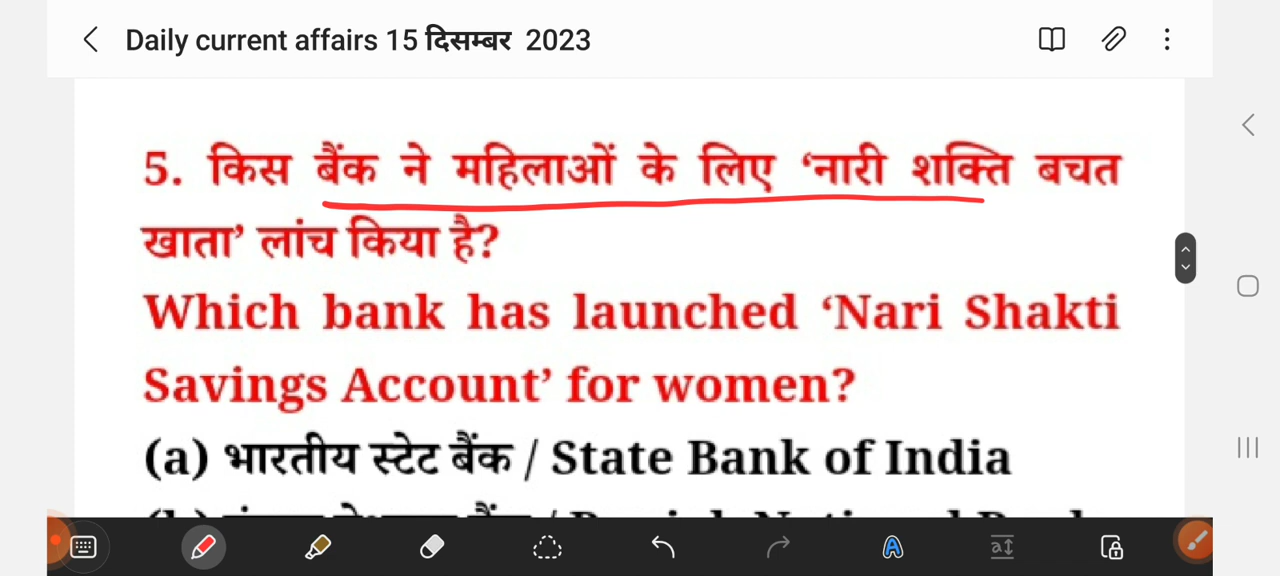 Daily current affairs 15 दिसम्बर 2023
5. किस बैंक ने महिलाओं के लिए ‘नारी शक्ति बचत
खाता’ लांच किया है?
Which bank has launched ‘Nari Shakti
Savings Account’ for women?
(a) भारतीय स्टेट बैंक / State Bank of India